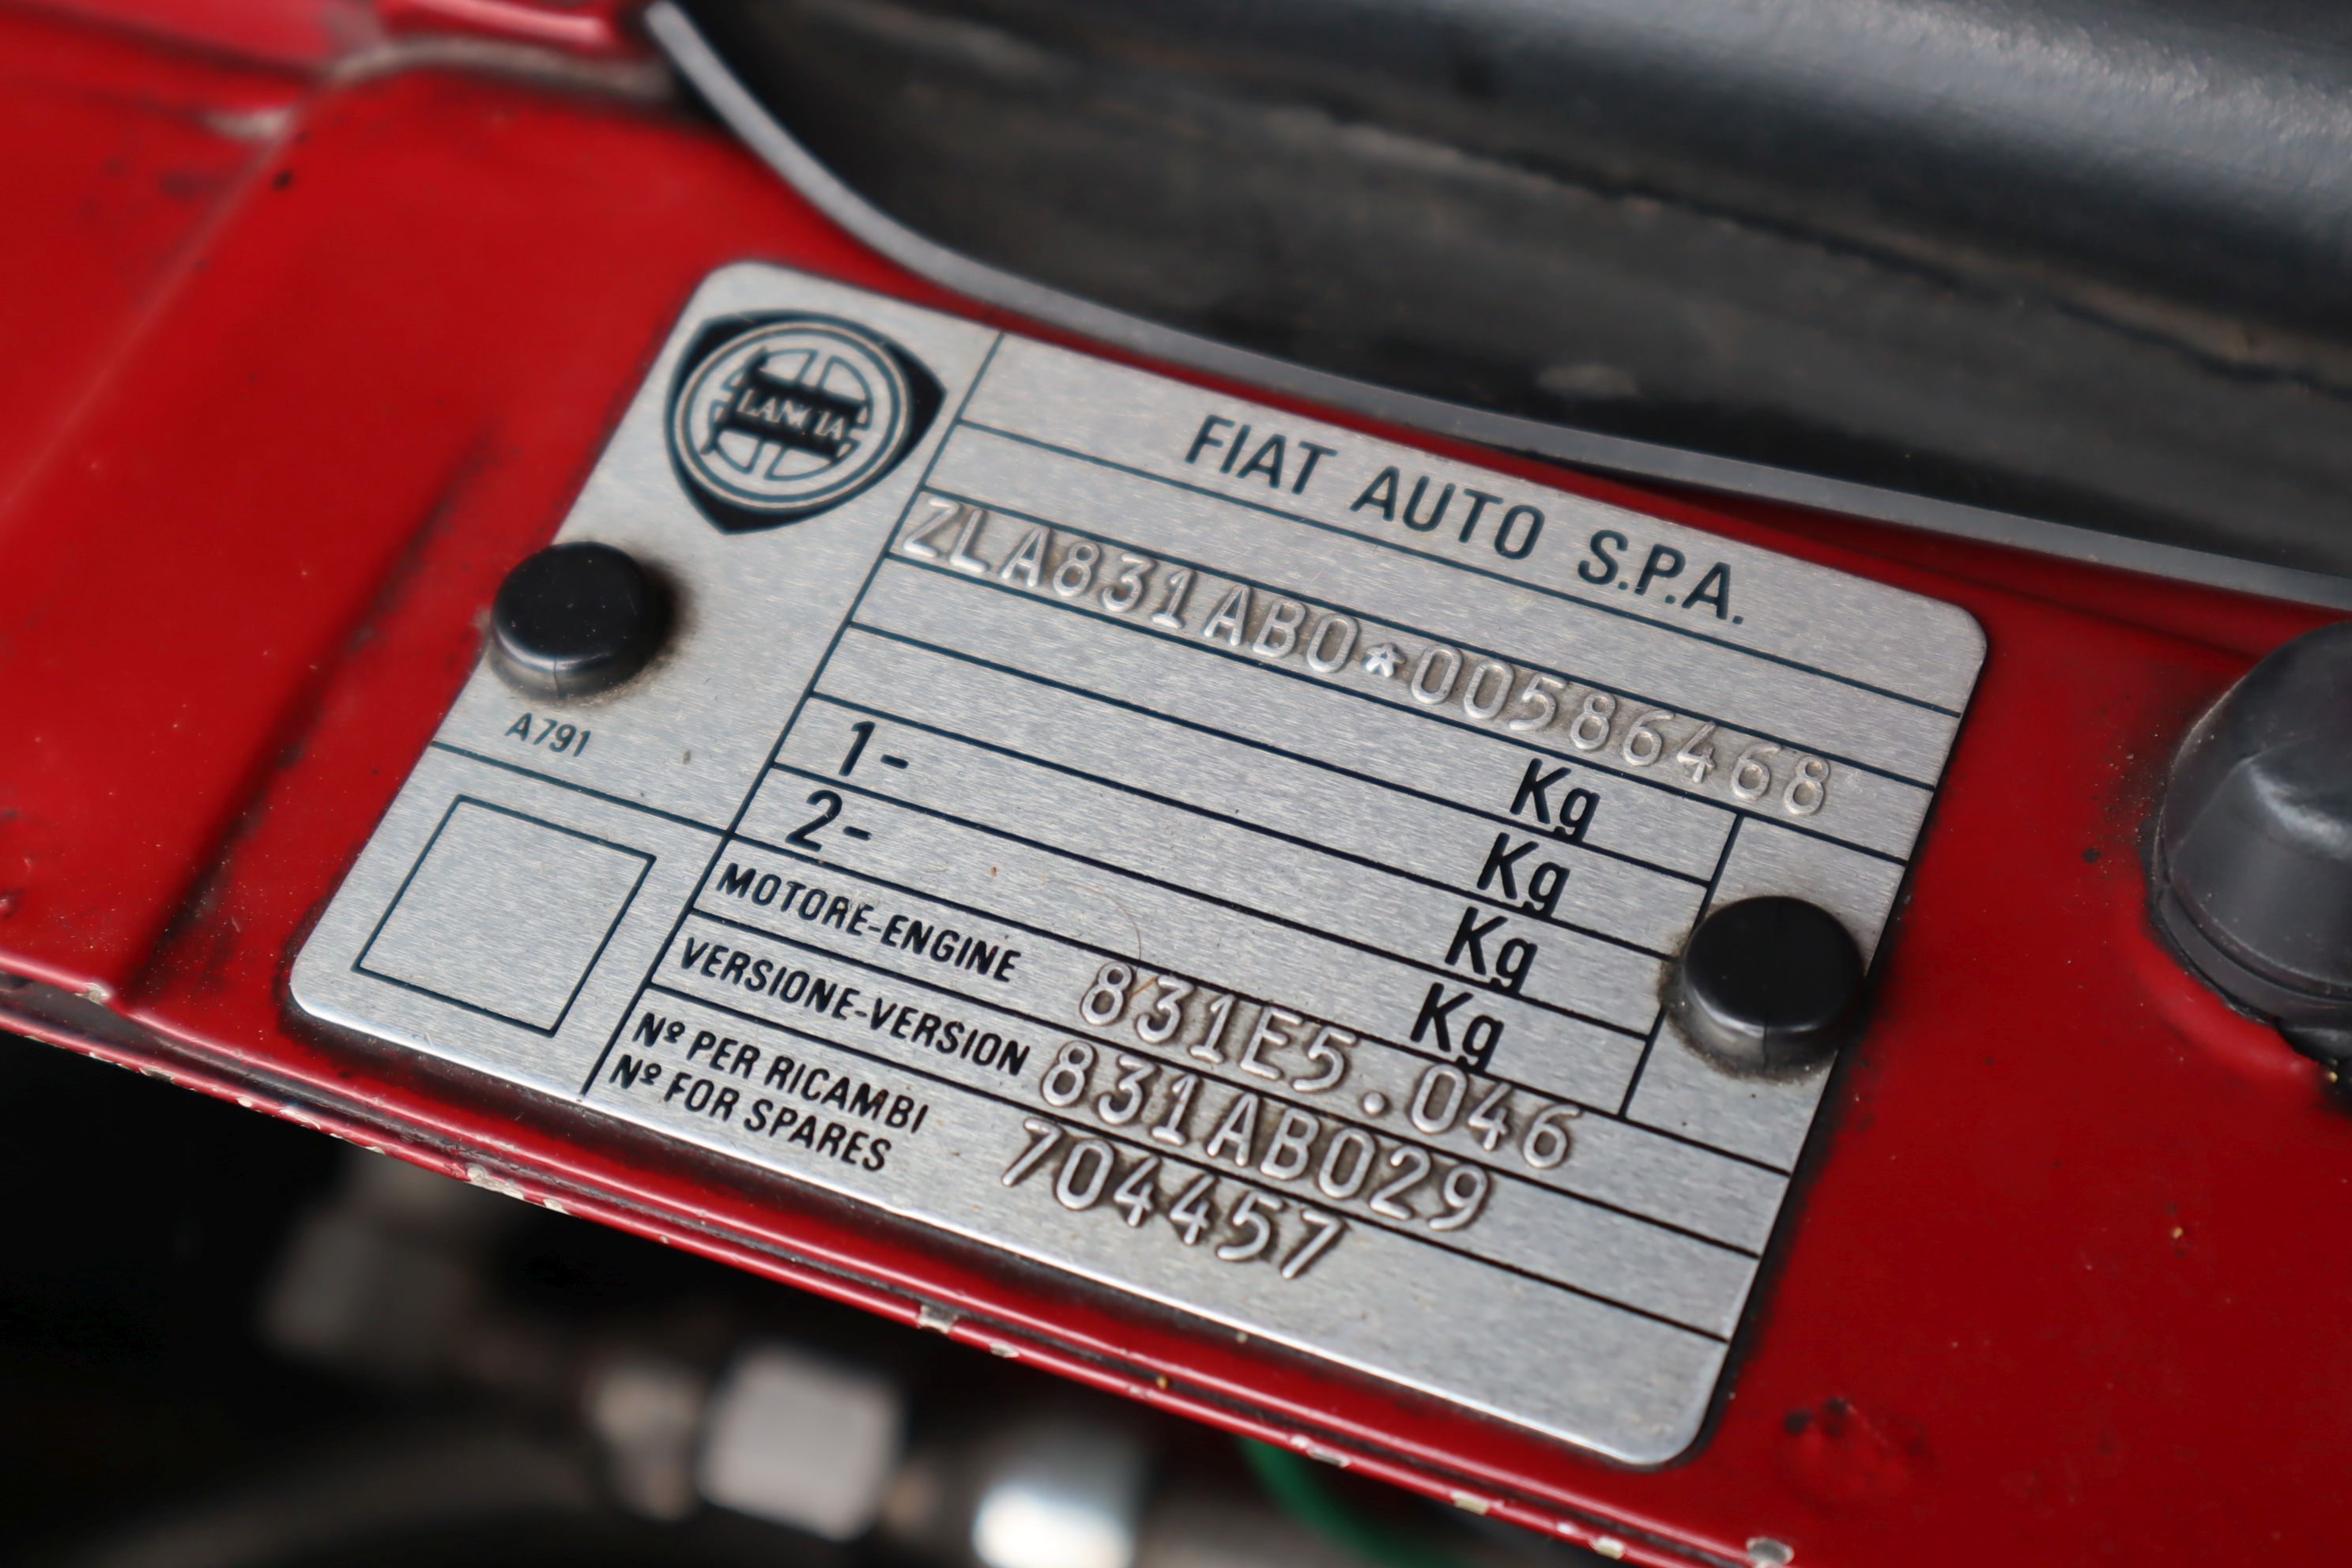 LANCIA
FIAT AUTO S.P.A.
ZLA831AB0*00586468
A791
Kg
Kg
1- Kg
2- Kg
MOTORE-ENGINE 831E5.046
VERSIONE-VERSION 831AB029
Nº PER RICAMBI
Nº FOR SPARES 704457